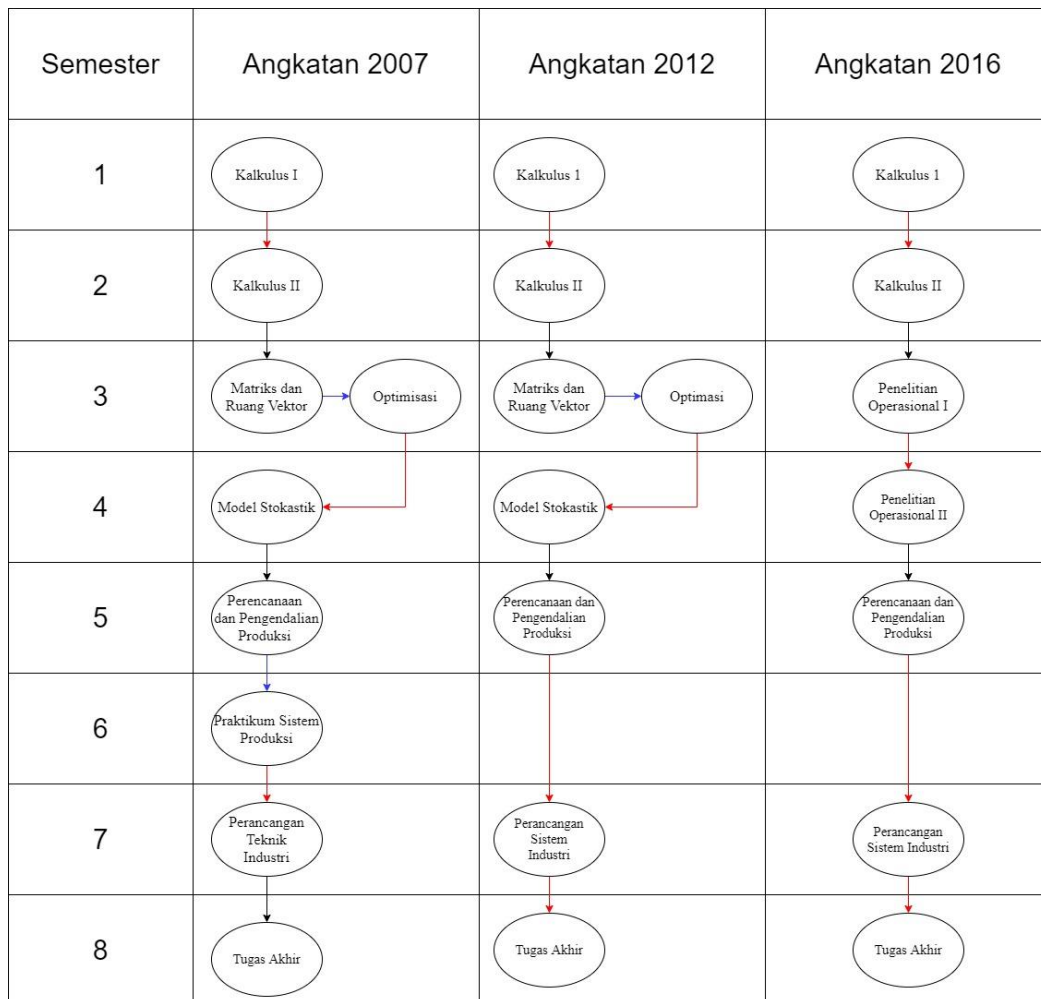 Semester
Angkatan 2007
Angkatan 2012
Angkatan 2016
1
Kalkulus I
Kalkulus 1
Kalkulus 1
2
Kalkulus II
Kalkulus II
Kalkulus II
3
Matriks dan
Ruang Vektor
Optimisasi
Matriks dan
Ruang Vektor
Optimasi
Penelitian
Operasional I
4
Model Stokastik
Model Stokastik
Penelitian
Operasional II
5
Perencanaan
dan Pengendalian
Produksi
Perencanaan dan
Pengendalian
Produksi
Perencanaan dan
Pengendalian
Produksi
6
Praktikum Sistem
Produksi
7
Perancangan
Teknik
Industri
Perancangan
Sistem
Industri
Perancangan
Sistem Industri
8
Tugas Akhir
Tugas Akhir
Tugas Akhir